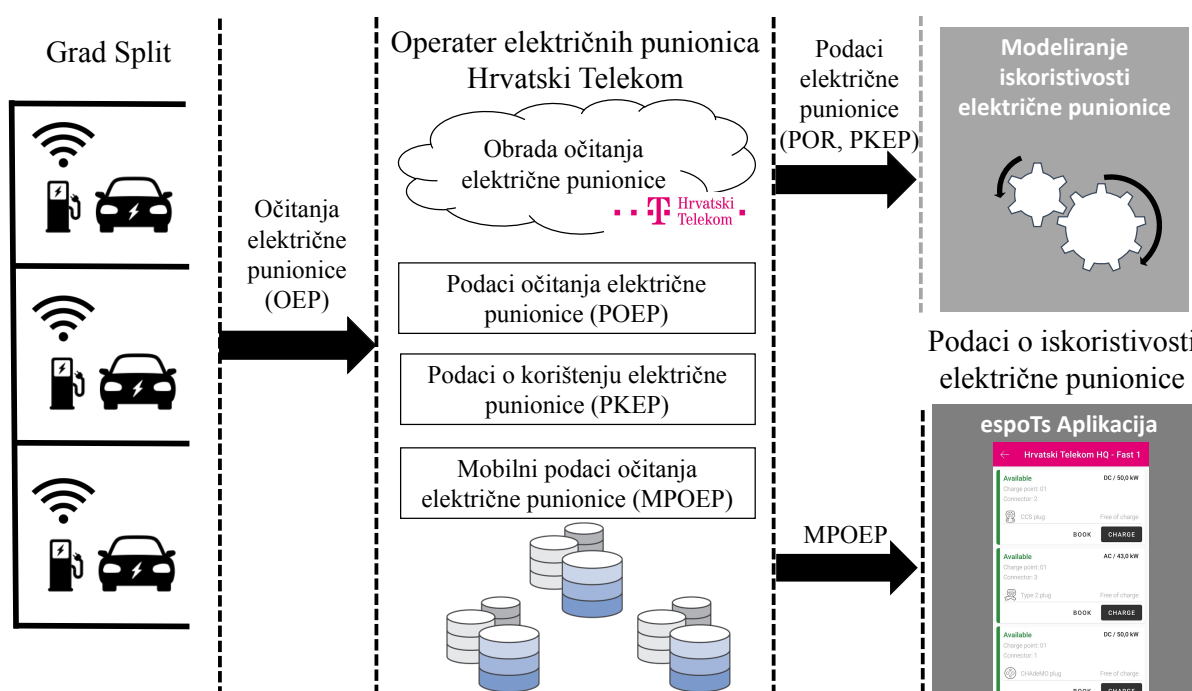 Grad Split
Očitanja
električne
punionice
(OEP)
Operater električnih punionica
Hrvatski Telekom
Obrada očitanja
električne punionice
Hrvatski
Telekom
Podaci očitanja električne
punionice (POEP)
Podaci o korištenju električne
punionice (PKEP)
Mobilni podaci očitanja
električne punionice (MPOEP)
Podaci
električne
punionice
(POR, PKEP)
MPOEP
Modeliranje
iskoristivosti
električne punionice
Podaci o iskoristivosti
električne punionice
espoTs Aplikacija
← Hrvatski Telekom HQ - Fast 1
Available DC / 50,0 kW
Charge point: 01
Connector: 2
CCS plug Free of charge
BOOK CHARGE
Available AC / 43,0 kW
Charge point: 01
Connector: 3
Type 2 plug Free of charge
BOOK CHARGE
Available DC / 50,0 kW
Charge point: 01
Connector: 1
CHAdeMO plug Free of charge
BOOK CHARGE